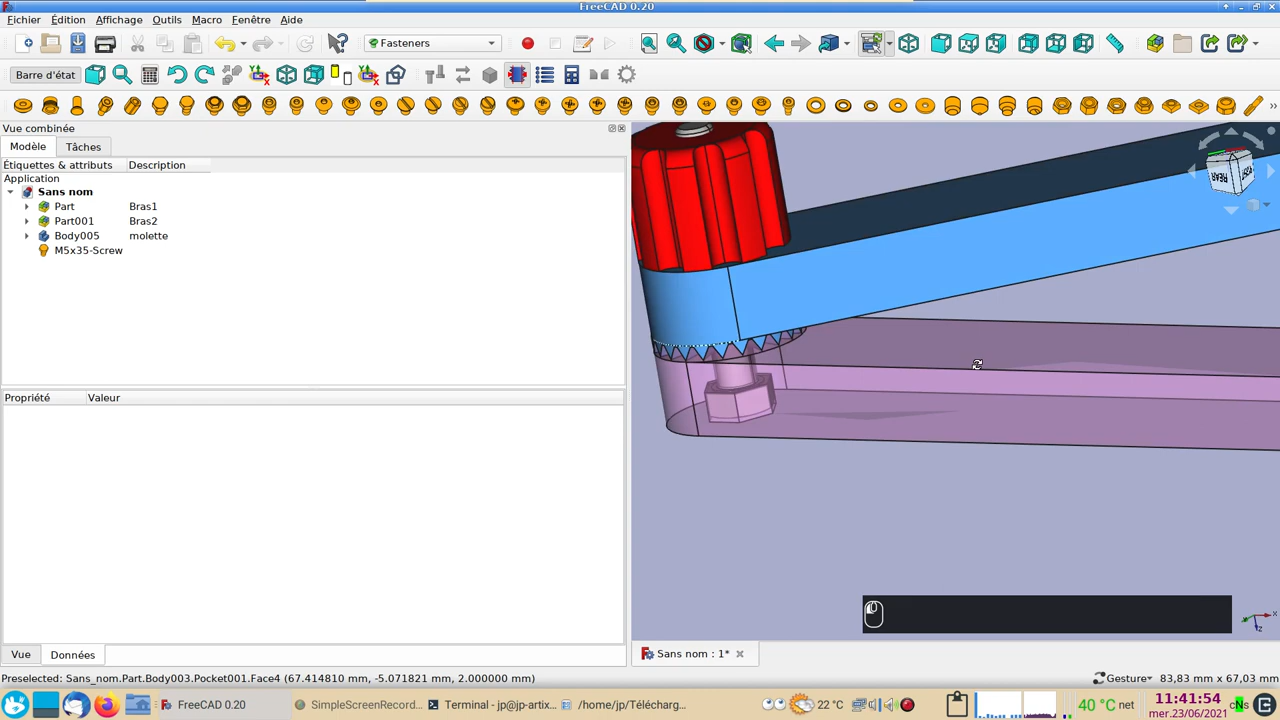 FreeCAD 0.20
Fichier Édition Affichage Outils Macro Fenêtre Aide
Fasteners
Barre d'état
Vue combinée
Modèle Tâches
Étiquettes & attributs Description
Application
Sans nom
Part Bras1
Part001 Bras2
Body005 molette
M5x35-Screw
Propriété Valeur
REAR
Vue Données
Sans nom : 1*
Preselected: Sans_nom.Part.Body003.Pocket001.Face4 (67.414810 mm, -5.071821 mm, 2.000000 mm)
Gesture 83,83 mm x 67,03 mm
FreeCAD 0.20 SimpleScreenRecord... Terminal - jp@jp-artix... /home/jp/Télécharg... 22 °C 40 °C net 11:41:54
mer.23/06/2021